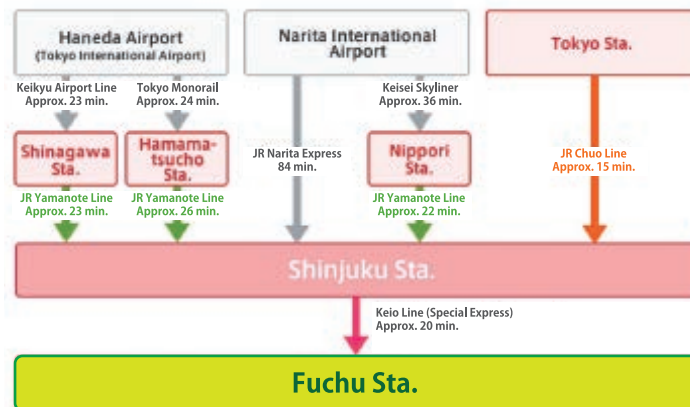 Haneda Airport
(Tokyo International Airport)
Narita International
Airport
Tokyo Sta.
Keikyu Airport Line
Approx. 23 min.
Tokyo Monorail
Approx. 24 min.
Keisei Skyliner
Approx. 36 min.
Shinagawa
Sta.
Hamama-
tsucho
Sta.
JR Narita Express
84 min.
Nippori
Sta.
JR Chuo Line
Approx. 15 min.
JR Yamanote Line
Approx. 23 min.
JR Yamanote Line
Approx. 26 min.
JR Yamanote Line
Approx. 22 min.
Shinjuku Sta.
Keio Line (Special Express)
Approx. 20 min.
Fuchu Sta.